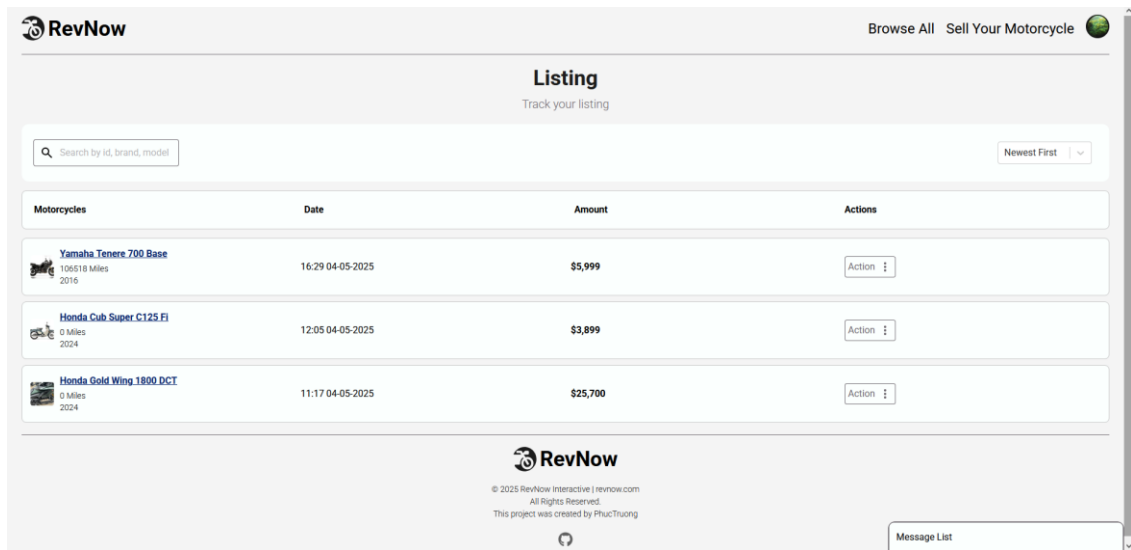 RevNow
Browse All Sell Your Motorcycle
Listing
Track your listing
Search by id, brand, model
Newest First
Motorcycles Date Amount Actions
Yamaha Tenere 700 Base
106518 Miles
2016
16:29 04-05-2025 $5,999 Action
Honda Cub Super C125 Fi
0 Miles
2024
12:05 04-05-2025 $3,899 Action
Honda Gold Wing 1800 DCT
0 Miles
2024
11:17 04-05-2025 $25,700 Action
RevNow
© 2025 RevNow Interactive | revnow.com
All Rights Reserved.
This project was created by PhucTruong
Message List